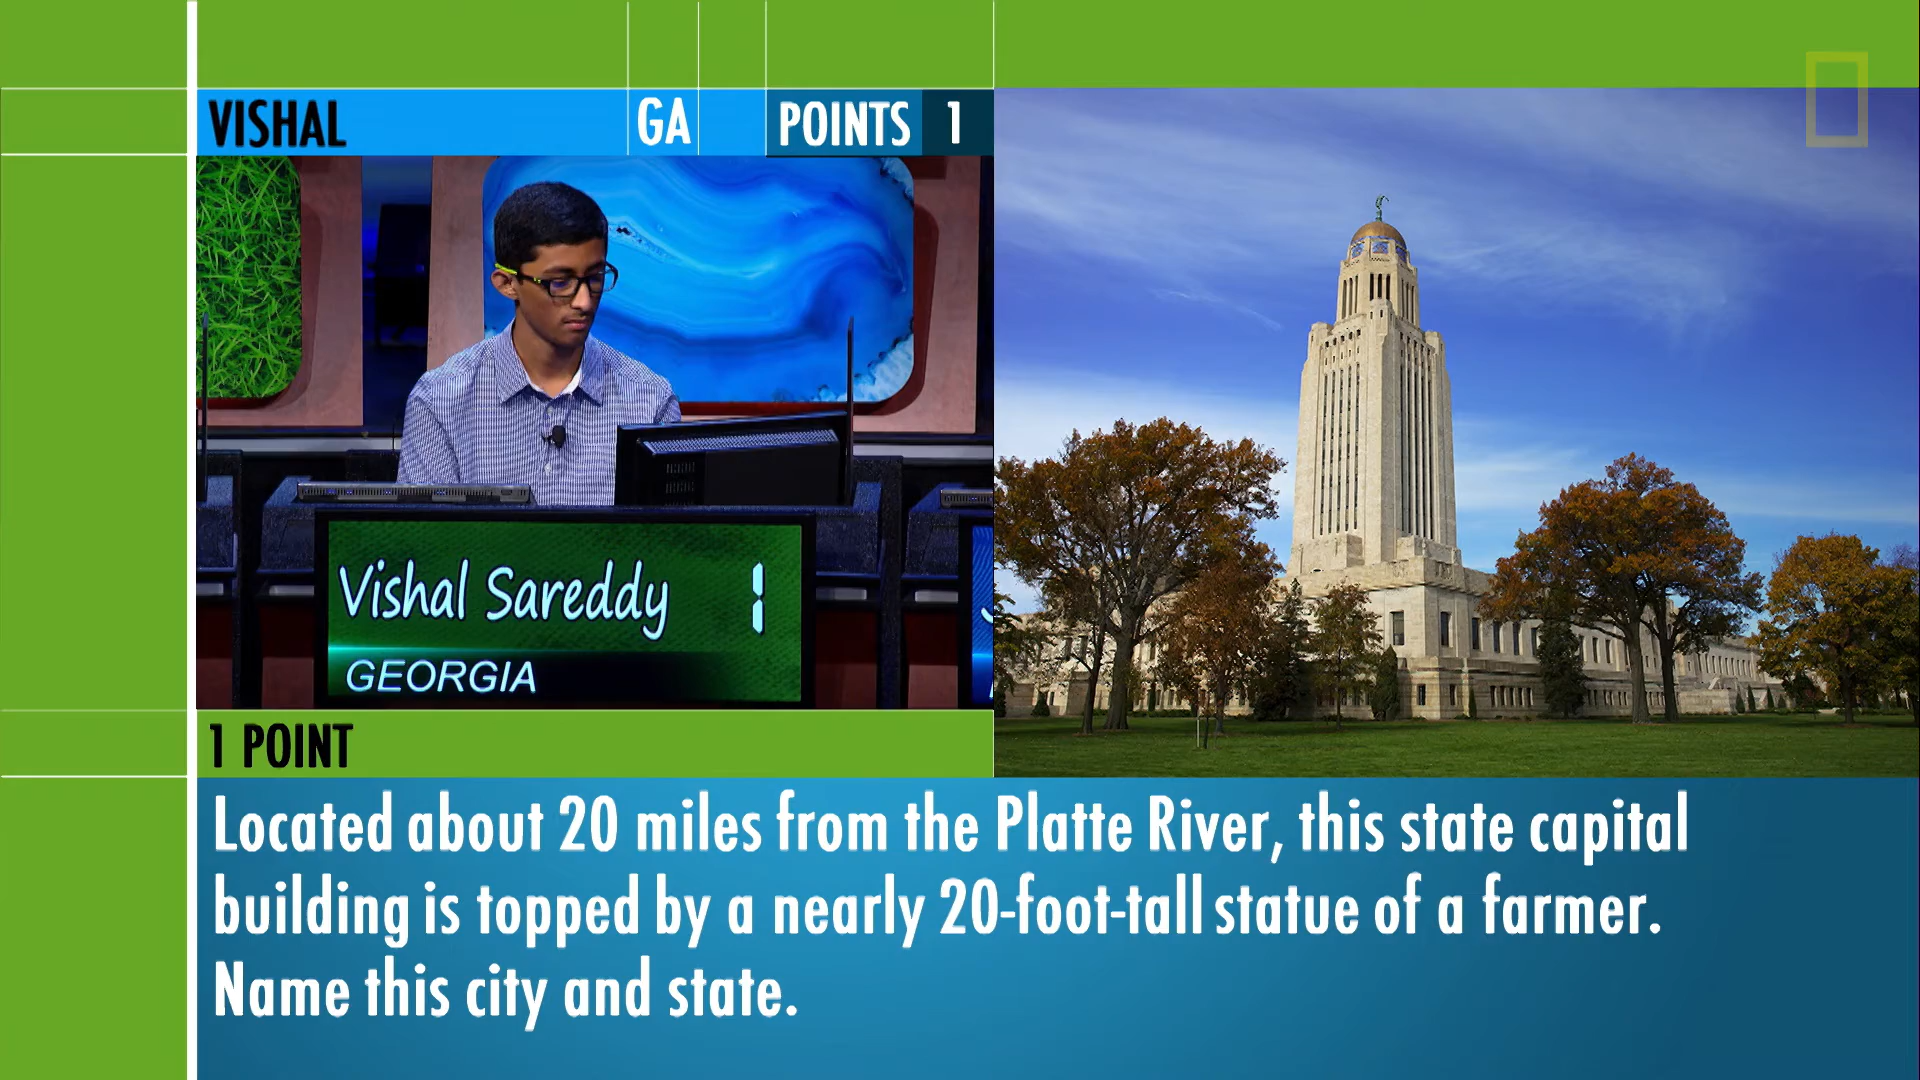 VISHAL
GA
POINTS 1
Vishal Sareddy 1
GEORGIA
1 POINT
Located about 20 miles from the Platte River, this state capital
building is topped by a nearly 20-foot-tall statue of a farmer.
Name this city and state.